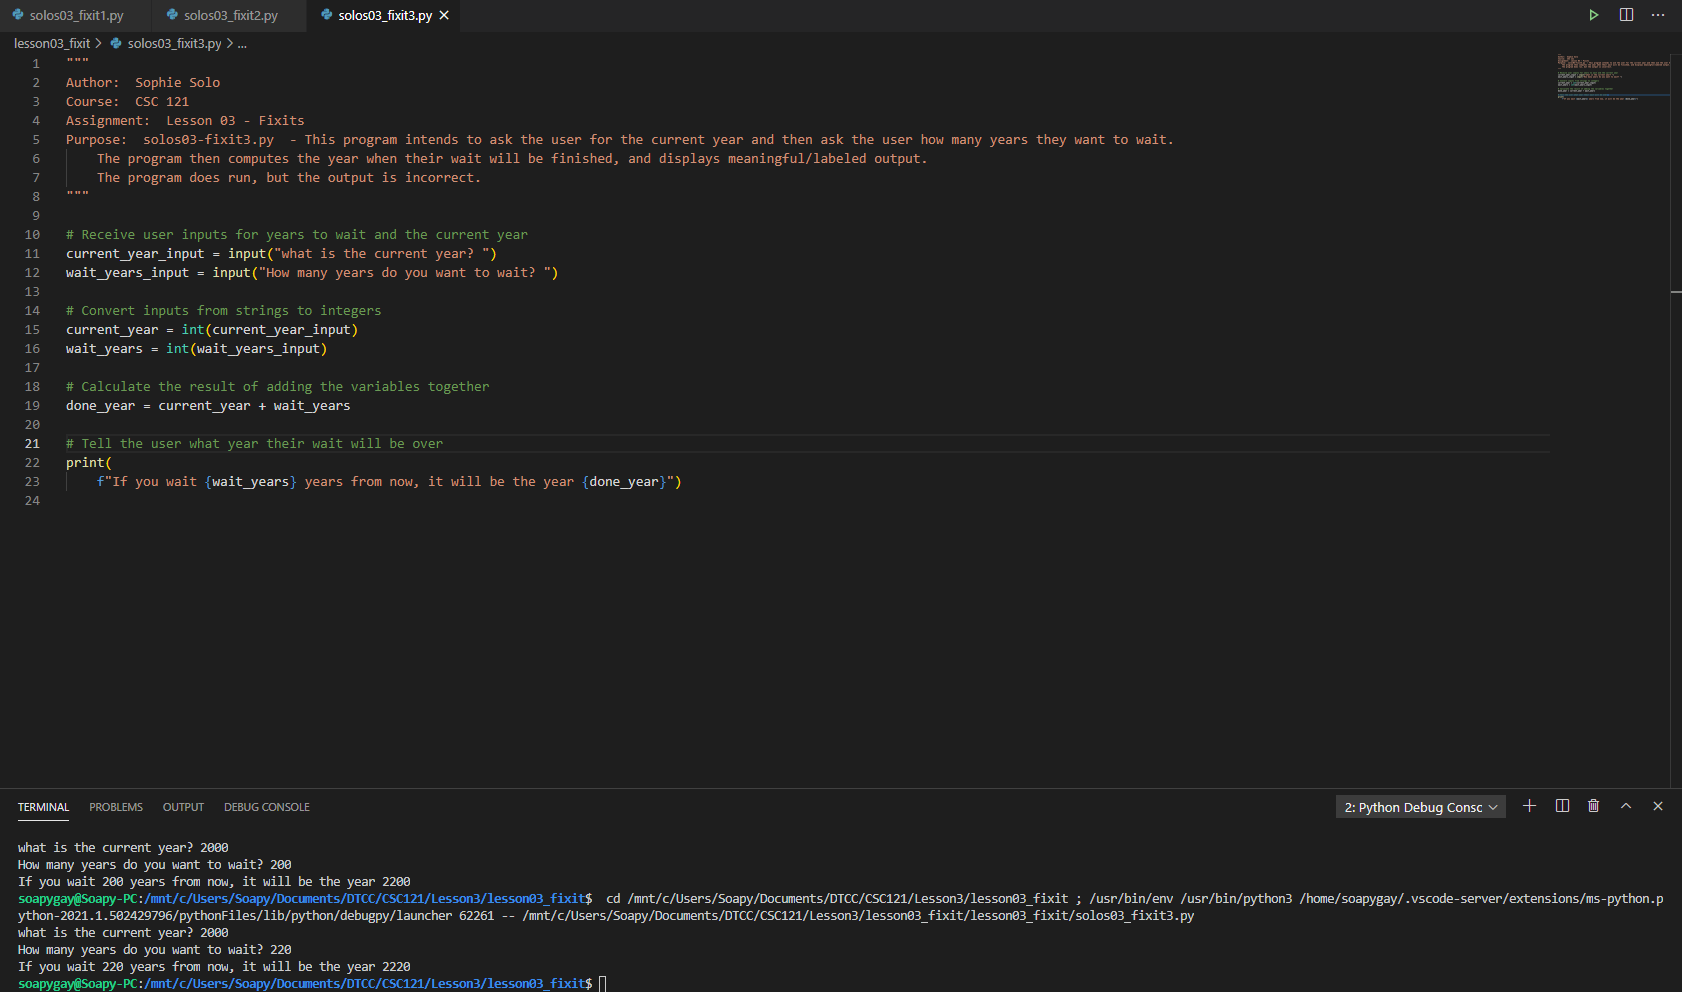 solos03_fixit1.py solos03_fixit2.py solos03_fixit3.py
lesson03_fixit > solos03_fixit3.py > ...
1 """
2 Author:  Sophie Solo
3 Course:  CSC 121
4 Assignment:  Lesson 03 - Fixits
5 Purpose:  solos03-fixit3.py  - This program intends to ask the user for the current year and then ask the user how many years they want to wait.
6     The program then computes the year when their wait will be finished, and displays meaningful/labeled output.
7     The program does run, but the output is incorrect.
8 """
9
10 # Receive user inputs for years to wait and the current year
11 current_year_input = input("what is the current year? ")
12 wait_years_input = input("How many years do you want to wait? ")
13
14 # Convert inputs from strings to integers
15 current_year = int(current_year_input)
16 wait_years = int(wait_years_input)
17
18 # Calculate the result of adding the variables together
19 done_year = current_year + wait_years
20
21 # Tell the user what year their wait will be over
22 print(
23     f"If you wait {wait_years} years from now, it will be the year {done_year}")
24
TERMINAL PROBLEMS OUTPUT DEBUG CONSOLE 2: Python Debug Consc
what is the current year? 2000
How many years do you want to wait? 200
If you wait 200 years from now, it will be the year 2200
soapygay@Soapy-PC:/mnt/c/Users/Soapy/Documents/DTCC/CSC121/Lesson3/lesson03_fixit$  cd /mnt/c/Users/Soapy/Documents/DTCC/CSC121/Lesson3/lesson03_fixit ; /usr/bin/env /usr/bin/python3 /home/soapygay/.vscode-server/extensions/ms-python.p
ython-2021.1.502429796/pythonFiles/lib/python/debugpy/launcher 62261 -- /mnt/c/Users/Soapy/Documents/DTCC/CSC121/Lesson3/lesson03_fixit/lesson03_fixit/solos03_fixit3.py
what is the current year? 2000
How many years do you want to wait? 220
If you wait 220 years from now, it will be the year 2220
soapygay@Soapy-PC:/mnt/c/Users/Soapy/Documents/DTCC/CSC121/Lesson3/lesson03_fixit$